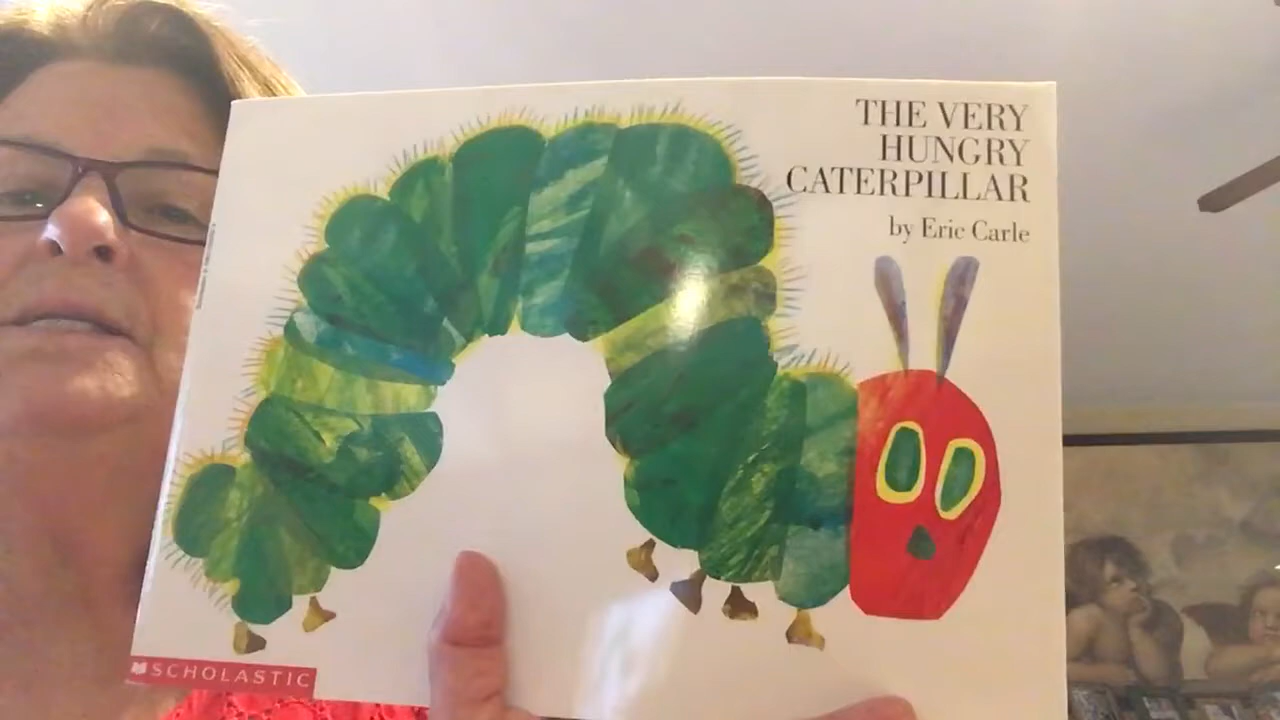 THE VERY
HUNGRY
CATERPILLAR
by Eric Carle
SCHOLASTIC